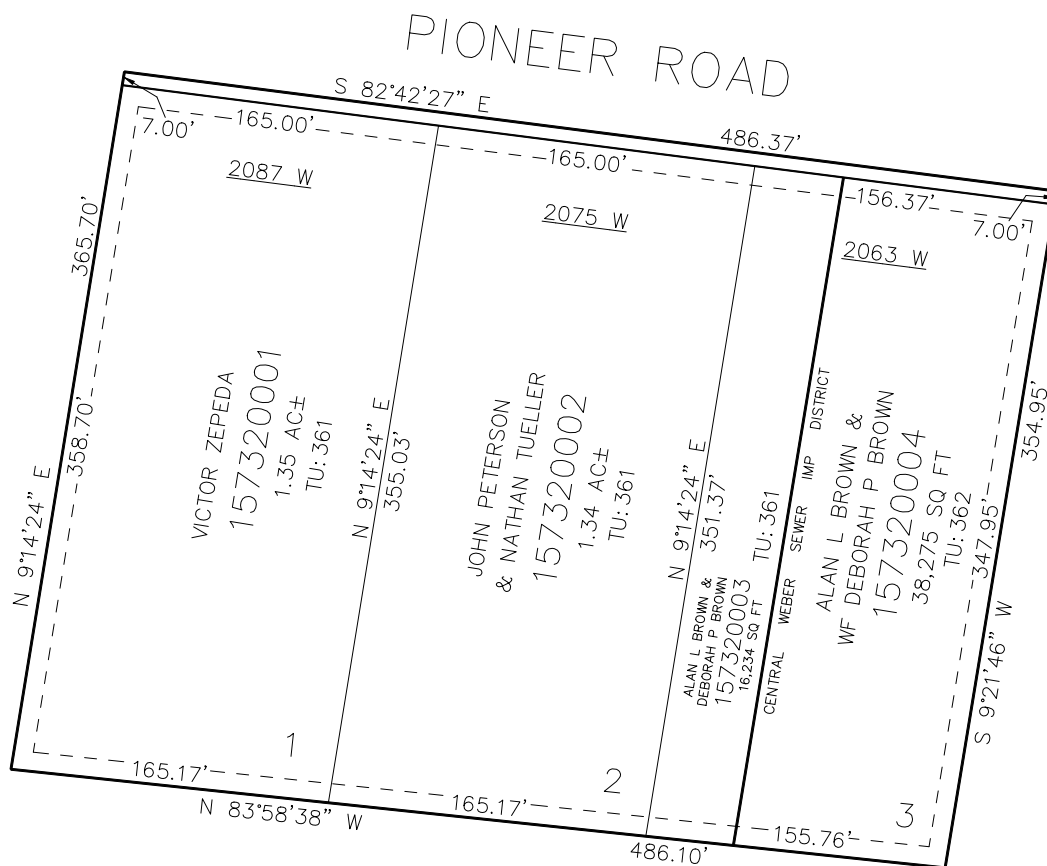 PIONEER ROAD
S 82°42'27" E
486.37'
7.00'
165.00'
165.00'
156.37'
7.00'
2087 W
2075 W
2063 W
365.70'
358.70'
N 9°14'24" E
VICTOR ZEPEDA
157320001
1.35 AC±
TU: 361
N 9°14'24" E
355.03'
JOHN PETERSON
& NATHAN TUELLER
157320002
1.34 AC±
TU: 361
N 9°14'24" E
351.37'
ALAN L BROWN &
DEBORAH P BROWN
157320003
16,234 SQ FT
TU: 361
CENTRAL WEBER SEWER IMP DISTRICT
ALAN L BROWN &
WF DEBORAH P BROWN
157320004
38,275 SQ FT
TU: 362
347.95'
354.95'
S 9°21'46" W
1
2
3
165.17'
165.17'
155.76'
N 83°58'38" W
486.10'